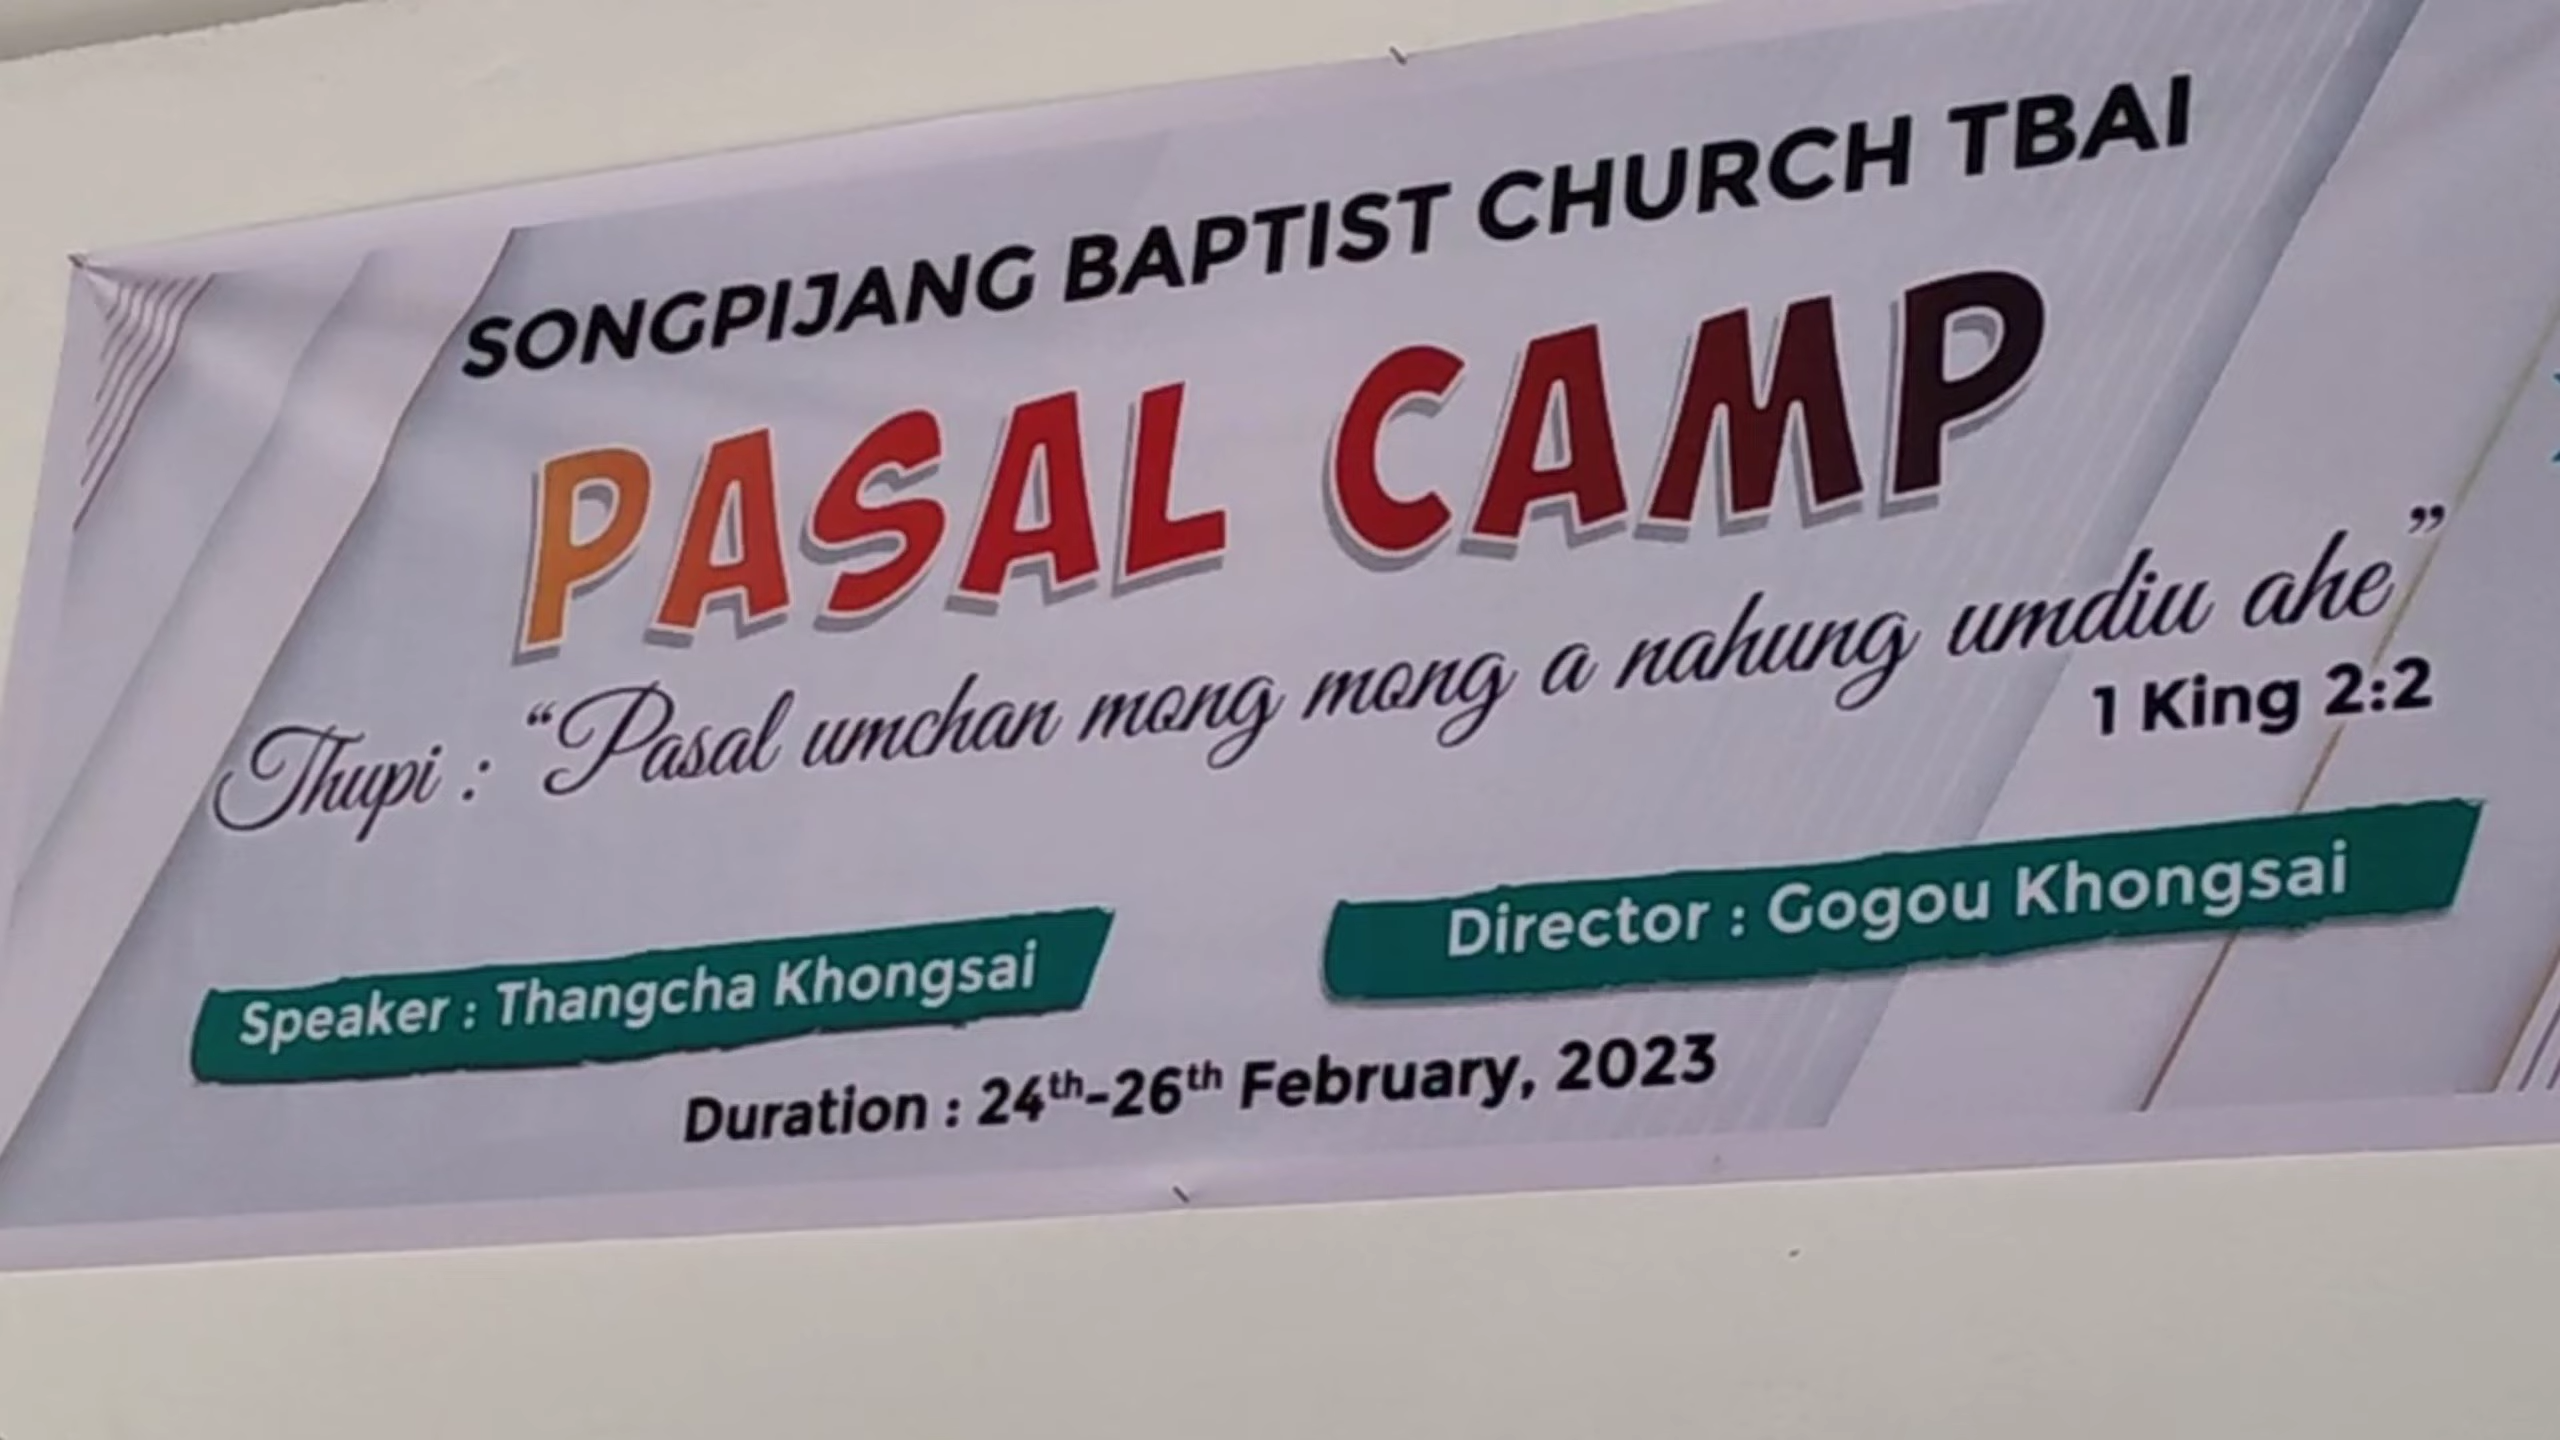 SONGPIJANG BAPTIST CHURCH TBAI
PASAL CAMP
Thupi : “Pasal umchan mong mong a nahung umdiu ahe”
1 King 2:2
Speaker : Thangcha Khongsai
Director : Gogou Khongsai
Duration : 24th-26th February, 2023